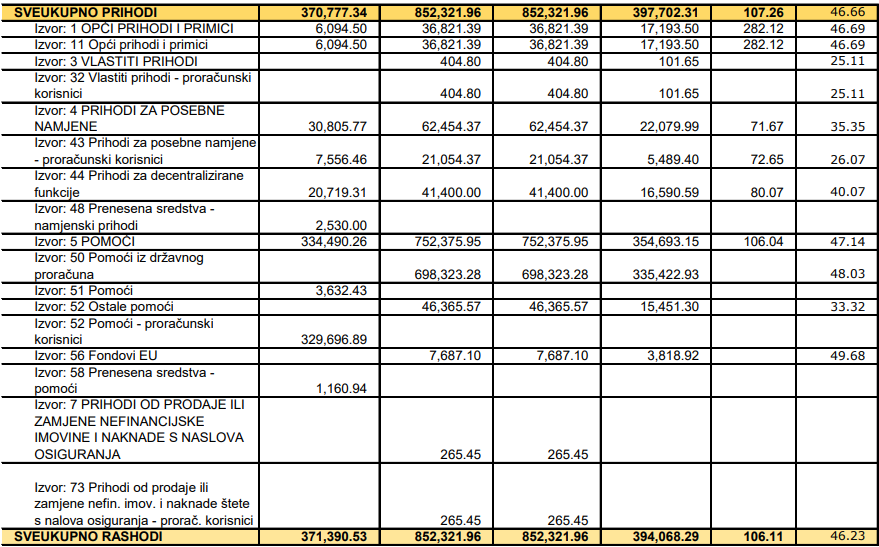 SVEUKUPNO PRIHODI 370,777.34 852,321.96 852,321.96 397,702.31 107.26 46.66
Izvor: 1 OPĆI PRIHODI I PRIMICI 6,094.50 36,821.39 36,821.39 17,193.50 282.12 46.69
Izvor: 11 Opći prihodi i primici 6,094.50 36,821.39 36,821.39 17,193.50 282.12 46.69
Izvor: 3 VLASTITI PRIHODI 404.80 404.80 101.65 25.11
Izvor: 32 Vlastiti prihodi - proračunski
korisnici 404.80 404.80 101.65 25.11
Izvor: 4 PRIHODI ZA POSEBNE
NAMJENE 30,805.77 62,454.37 62,454.37 22,079.99 71.67 35.35
Izvor: 43 Prihodi za posebne namjene
- proračunski korisnici 7,556.46 21,054.37 21,054.37 5,489.40 72.65 26.07
Izvor: 44 Prihodi za decentralizirane
funkcije 20,719.31 41,400.00 41,400.00 16,590.59 80.07 40.07
Izvor: 48 Prenesena sredstva -
namjenski prihodi 2,530.00
Izvor: 5 POMOĆI 334,490.26 752,375.95 752,375.95 354,693.15 106.04 47.14
Izvor: 50 Pomoći iz državnog
proračuna 698,323.28 698,323.28 335,422.93 48.03
Izvor: 51 Pomoći 3,632.43
Izvor: 52 Ostale pomoći 46,365.57 46,365.57 15,451.30 33.32
Izvor: 52 Pomoći - proračunski
korisnici 329,696.89
Izvor: 56 Fondovi EU 7,687.10 7,687.10 3,818.92 49.68
Izvor: 58 Prenesena sredstva -
pomoći 1,160.94
Izvor: 7 PRIHODI OD PRODAJE ILI
ZAMJENE NEFINANCIJSKE
IMOVINE I NAKNADE S NASLOVA
OSIGURANJA 265.45 265.45
Izvor: 73 Prihodi od prodaje ili
zamjene nefin. imov. i naknade štete
s nalova osiguranja - prorač. korisnici 265.45 265.45
SVEUKUPNO RASHODI 371,390.53 852,321.96 852,321.96 394,068.29 106.11 46.23